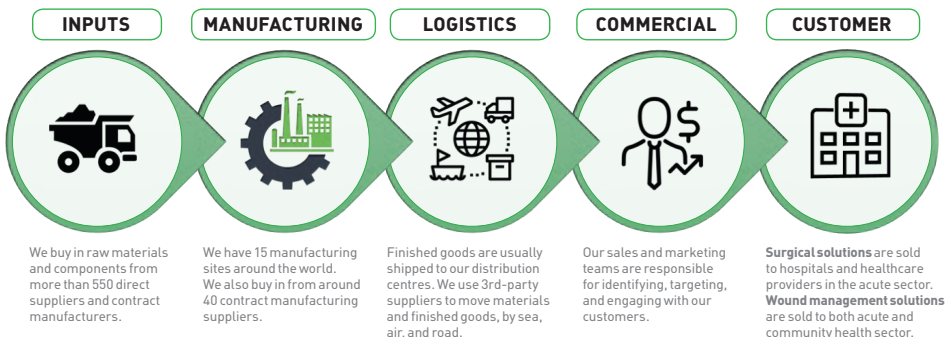 INPUTS
MANUFACTURING
LOGISTICS
COMMERCIAL
CUSTOMER
We buy in raw materials
and components from
more than 550 direct
suppliers and contract
manufacturers.
We have 15 manufacturing
sites around the world.
We also buy in from around
40 contract manufacturing
suppliers.
Finished goods are usually
shipped to our distribution
centres. We use 3rd-party
suppliers to move materials
and finished goods, by sea,
air, and road.
Our sales and marketing
teams are responsible
for identifying, targeting,
and engaging with our
customers.
Surgical solutions are sold
to hospitals and healthcare
providers in the acute sector.
Wound management solutions
are sold to both acute and
community health sector.